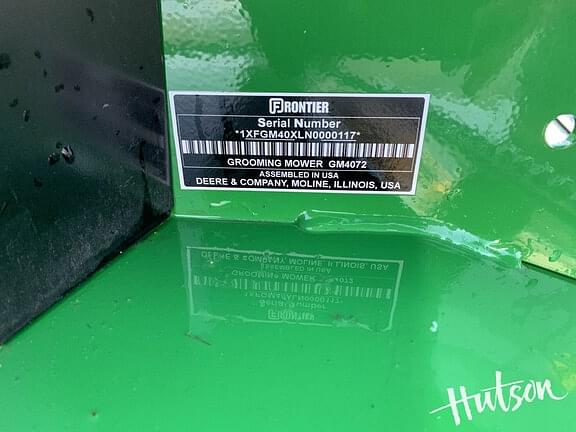 FRONTIER
Serial Number
*1XFGM40XLN0000117*
GROOMING MOWER GM4072
ASSEMBLED IN USA
DEERE & COMPANY, MOLINE, ILLINOIS, USA
Hutson